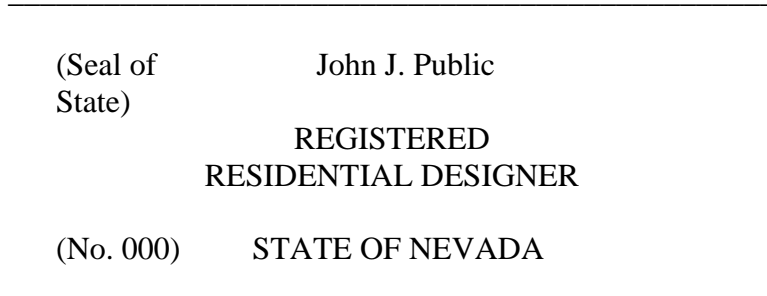 (Seal of John J. Public
State)
REGISTERED
RESIDENTIAL DESIGNER
(No. 000) STATE OF NEVADA